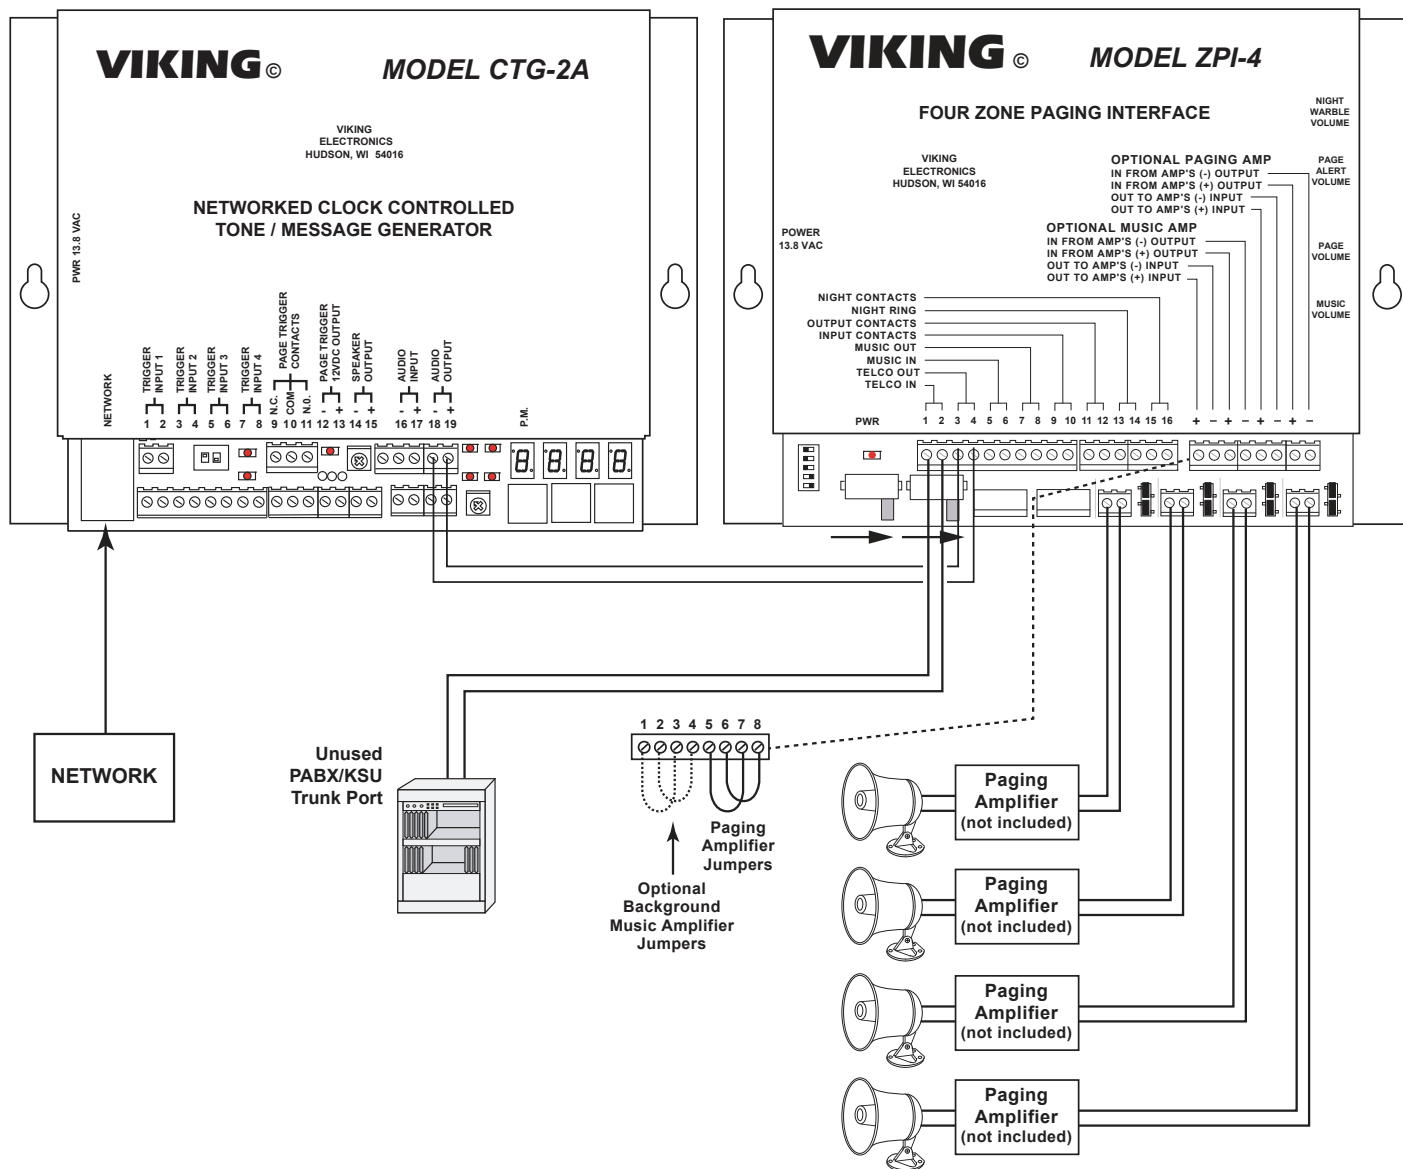 VIKING ©
MODEL CTG-2A
VIKING
ELECTRONICS
HUDSON, WI 54016
NETWORKED CLOCK CONTROLLED
TONE / MESSAGE GENERATOR
PWR 13.8 VAC
NETWORK
TRIGGER
INPUT 1
TRIGGER
INPUT 2
TRIGGER
INPUT 3
TRIGGER
INPUT 4
PAGE TRIGGER
CONTACTS
N.C.
COM
N.0.
PAGE TRIGGER
12VDC OUTPUT
SPEAKER
OUTPUT
AUDIO
INPUT
AUDIO
OUTPUT
- + - + - + - +
1 2 3 4 5 6 7 8 9 10 11 12 13 14 15 16 17 18 19
P.M.
8. 8. 8. 8.
VIKING ©
MODEL ZPI-4
FOUR ZONE PAGING INTERFACE
VIKING
ELECTRONICS
HUDSON, WI 54016
NIGHT
WARBLE
VOLUME
PAGE
ALERT
VOLUME
PAGE
VOLUME
MUSIC
VOLUME
POWER
13.8 VAC
OPTIONAL PAGING AMP
IN FROM AMP'S (-) OUTPUT
IN FROM AMP'S (+) OUTPUT
OUT TO AMP'S (-) INPUT
OUT TO AMP'S (+) INPUT
OPTIONAL MUSIC AMP
IN FROM AMP'S (-) OUTPUT
IN FROM AMP'S (+) OUTPUT
OUT TO AMP'S (-) INPUT
OUT TO AMP'S (+) INPUT
NIGHT CONTACTS
NIGHT RING
OUTPUT CONTACTS
INPUT CONTACTS
MUSIC OUT
MUSIC IN
TELCO OUT
TELCO IN
PWR
1 2 3 4 5 6 7 8 9 10 11 12 13 14 15 16
+ − + − + − + −
NETWORK
Unused
PABX/KSU
Trunk Port
1 2 3 4 5 6 7 8
Paging
Amplifier
Jumpers
Optional
Background
Music Amplifier
Jumpers
Paging
Amplifier
(not included)
Paging
Amplifier
(not included)
Paging
Amplifier
(not included)
Paging
Amplifier
(not included)